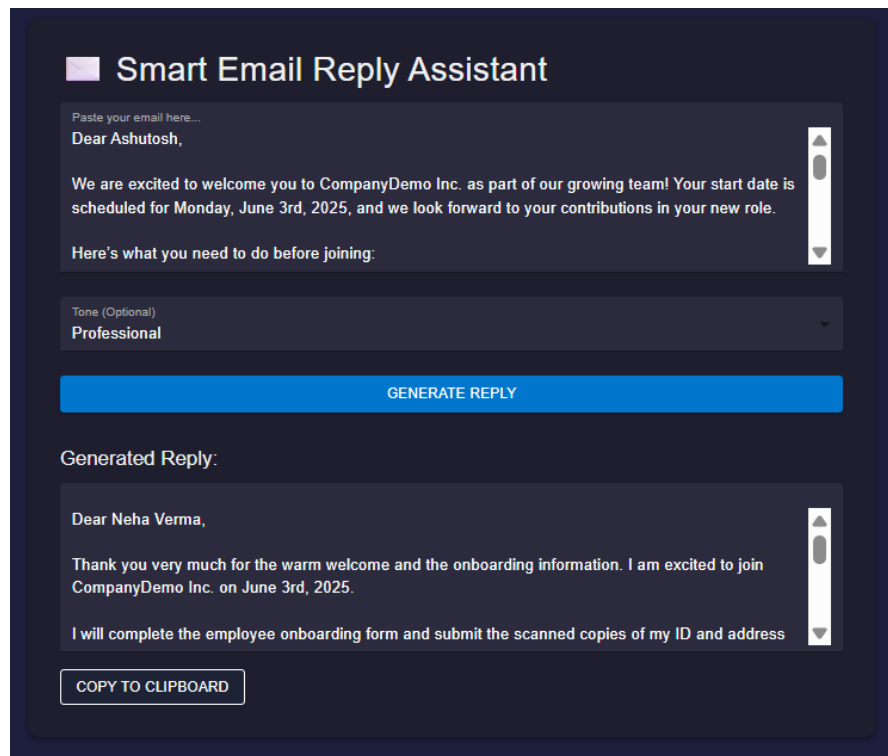 Smart Email Reply Assistant
Paste your email here...
Dear Ashutosh,
We are excited to welcome you to CompanyDemo Inc. as part of our growing team! Your start date is
scheduled for Monday, June 3rd, 2025, and we look forward to your contributions in your new role.
Here's what you need to do before joining:
Tone (Optional)
Professional
GENERATE REPLY
Generated Reply:
Dear Neha Verma,
Thank you very much for the warm welcome and the onboarding information. I am excited to join
CompanyDemo Inc. on June 3rd, 2025.
I will complete the employee onboarding form and submit the scanned copies of my ID and address
COPY TO CLIPBOARD